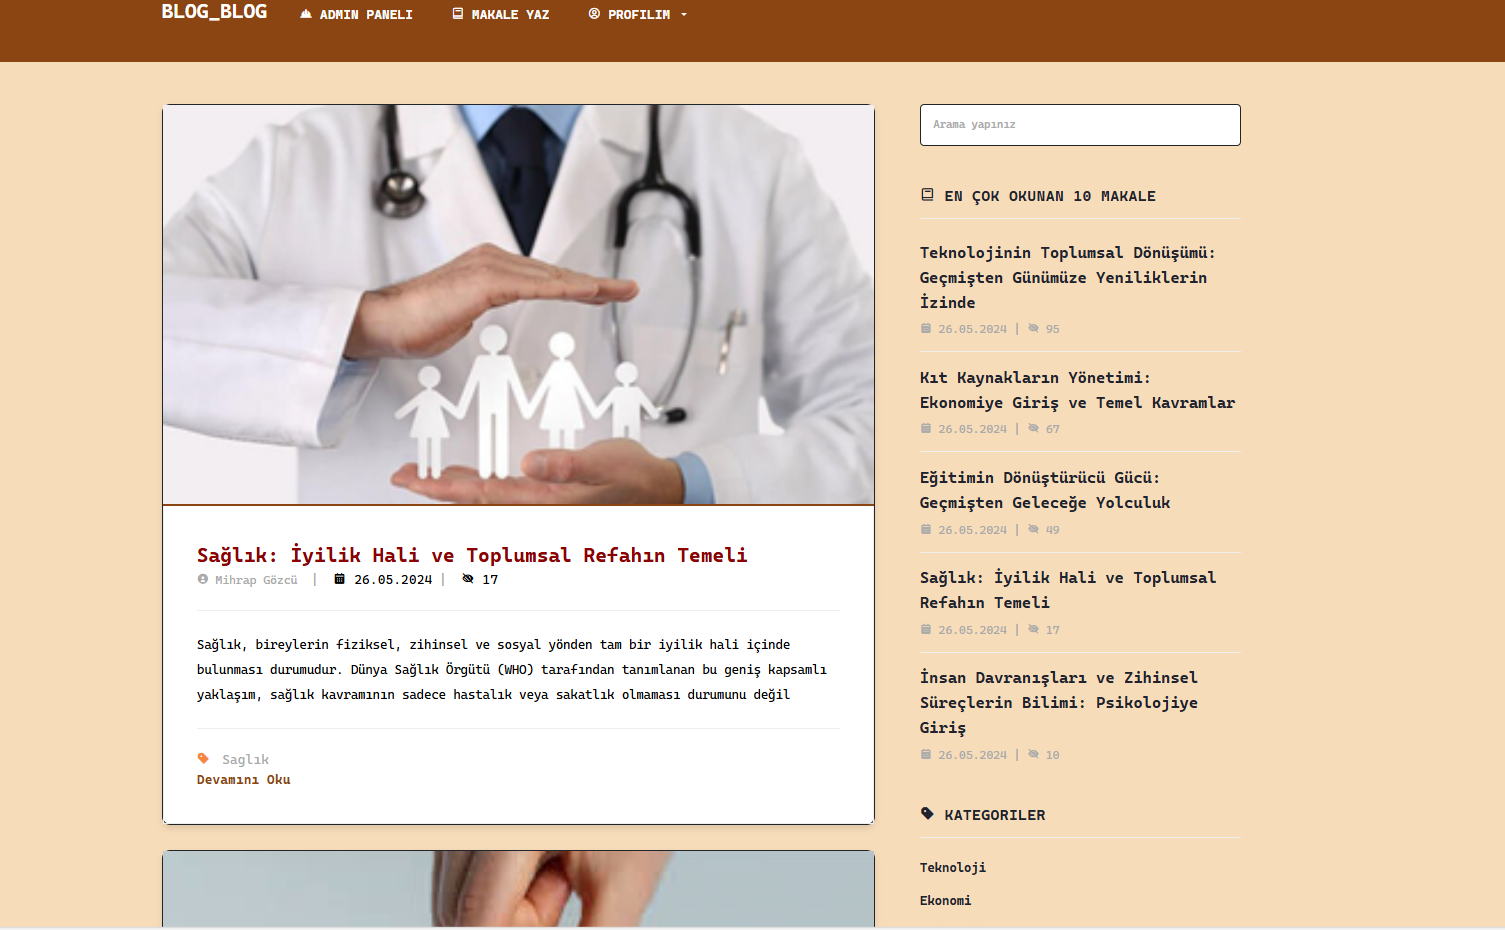 BLOG_BLOG
ADMIN PANELI
MAKALE YAZ
PROFILIM
Sağlık: İyilik Hali ve Toplumsal Refahın Temeli
Mihrap Gözcü | 26.05.2024 | 17
Sağlık, bireylerin fiziksel, zihinsel ve sosyal yönden tam bir iyilik hali içinde
bulunması durumudur. Dünya Sağlık Örgütü (WHO) tarafından tanımlanan bu geniş kapsamlı
yaklaşım, sağlık kavramının sadece hastalık veya sakatlık olmaması durumunu değil
Saglık
Devamını Oku
Arama yapınız
EN ÇOK OKUNAN 10 MAKALE
Teknolojinin Toplumsal Dönüşümü:
Geçmişten Günümüze Yeniliklerin
İzinde
26.05.2024 | 95
Kıt Kaynakların Yönetimi:
Ekonomiye Giriş ve Temel Kavramlar
26.05.2024 | 67
Eğitimin Dönüştürücü Gücü:
Geçmişten Geleceğe Yolculuk
26.05.2024 | 49
Sağlık: İyilik Hali ve Toplumsal
Refahın Temeli
26.05.2024 | 17
İnsan Davranışları ve Zihinsel
Süreçlerin Bilimi: Psikolojiye
Giriş
26.05.2024 | 10
KATEGORILER
Teknoloji
Ekonomi